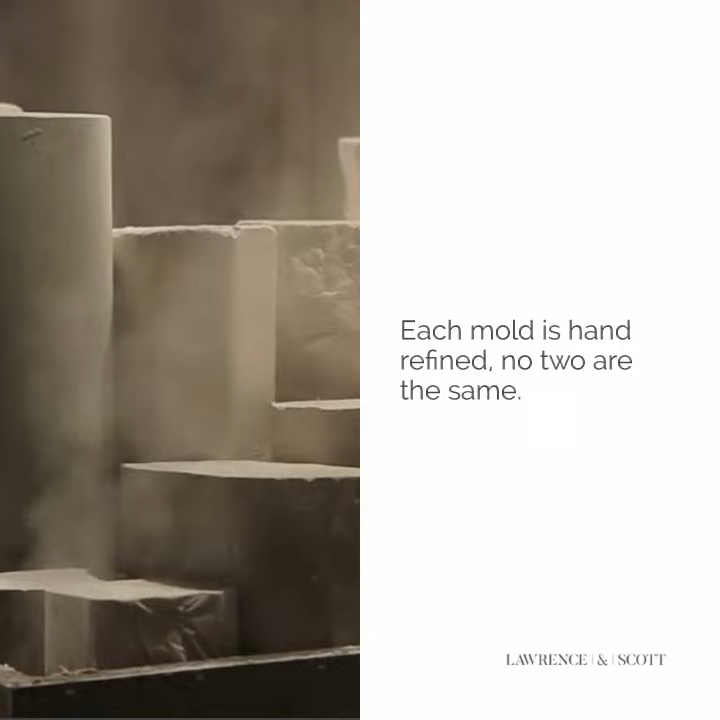 Each mold is hand
refined, no two are
the same.
LAWRENCE | & | SCOTT